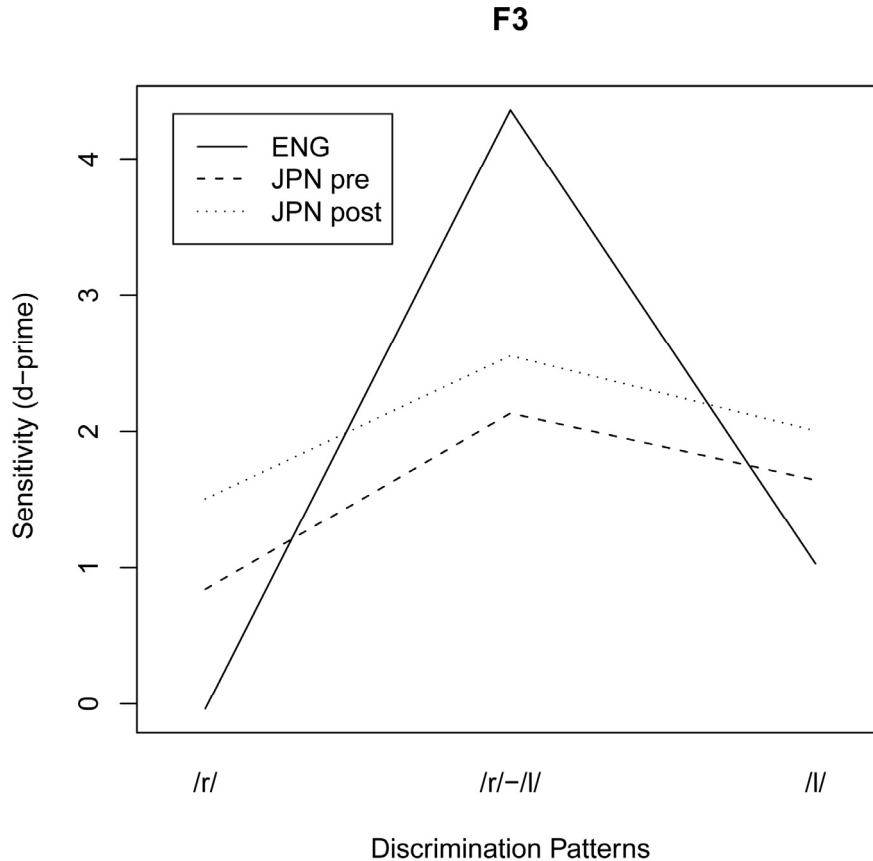 F3
ENG
JPN pre
JPN post
Sensitivity (d−prime)
4
3
2
1
0
/r/
/r/−/l/
/l/
Discrimination Patterns